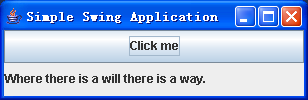 Simple Swing Application
Click me
Where there is a will there is a way.